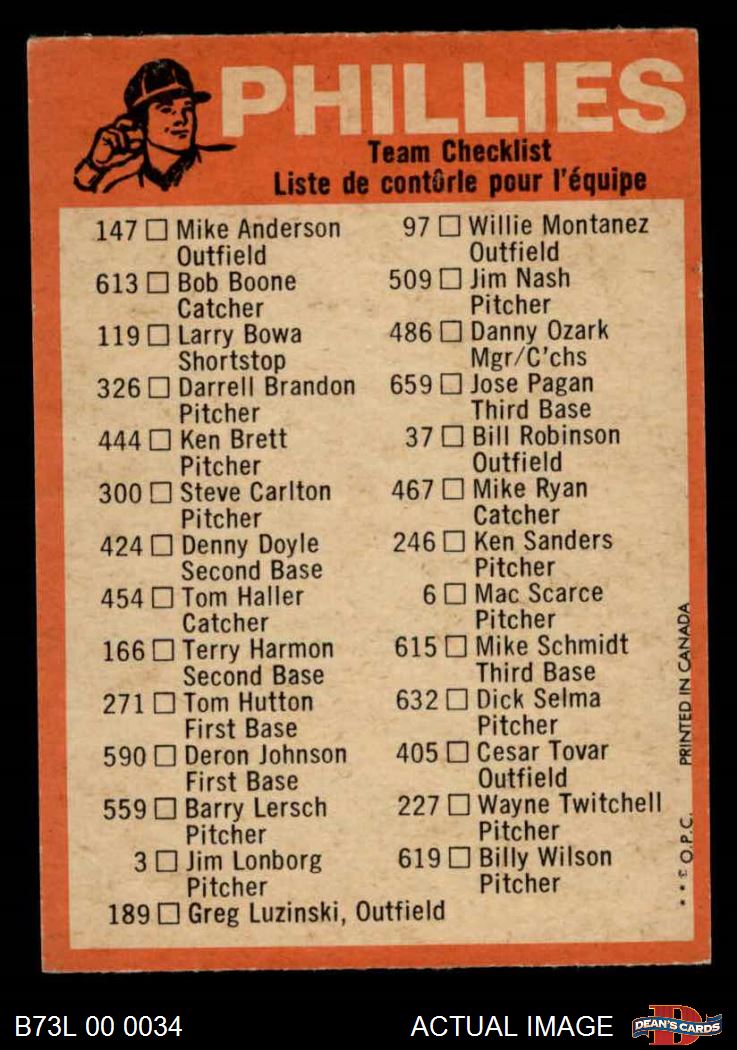 PHILLIES
Team Checklist
Liste de contûrle pour l'équipe
147 □ Mike Anderson
Outfield
613 □ Bob Boone
Catcher
119 □ Larry Bowa
Shortstop
326 □ Darrell Brandon
Pitcher
444 □ Ken Brett
Pitcher
300 □ Steve Carlton
Pitcher
424 □ Denny Doyle
Second Base
454 □ Tom Haller
Catcher
166 □ Terry Harmon
Second Base
271 □ Tom Hutton
First Base
590 □ Deron Johnson
First Base
559 □ Barry Lersch
Pitcher
3 □ Jim Lonborg
Pitcher
189 □ Greg Luzinski, Outfield
97 □ Willie Montanez
Outfield
509 □ Jim Nash
Pitcher
486 □ Danny Ozark
Mgr/C'chs
659 □ Jose Pagan
Third Base
37 □ Bill Robinson
Outfield
467 □ Mike Ryan
Catcher
246 □ Ken Sanders
Pitcher
6 □ Mac Scarce
Pitcher
615 □ Mike Schmidt
Third Base
632 □ Dick Selma
Pitcher
405 □ Cesar Tovar
Outfield
227 □ Wayne Twitchell
Pitcher
619 □ Billy Wilson
Pitcher
* * © O.P.C. PRINTED IN CANADA
B73L 00 0034
ACTUAL IMAGE
D
DEAN'S CARDS